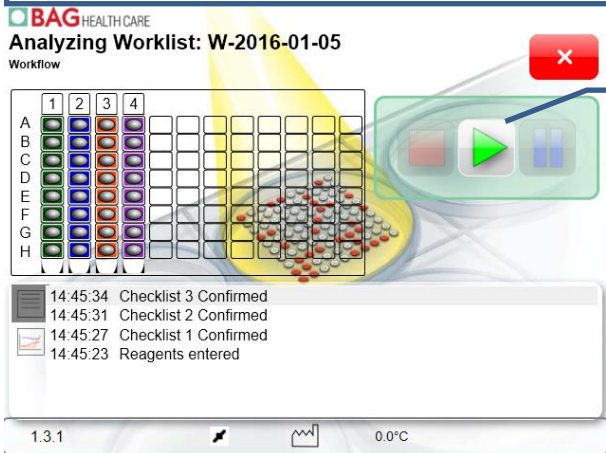 BAG HEALTH CARE
Analyzing Worklist: W-2016-01-05
Workflow
1 2 3 4
A
B
C
D
E
F
G
H
14:45:34 Checklist 3 Confirmed
14:45:31 Checklist 2 Confirmed
14:45:27 Checklist 1 Confirmed
14:45:23 Reagents entered
1.3.1 0.0°C